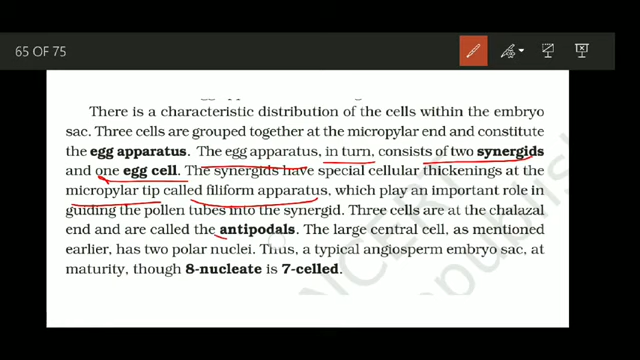 65 OF 75
There is a characteristic distribution of the cells within the embryo
sac. Three cells are grouped together at the micropylar end and constitute
the egg apparatus. The egg apparatus, in turn, consists of two synergids
and one egg cell. The synergids have special cellular thickenings at the
micropylar tip called filiform apparatus, which play an important role in
guiding the pollen tubes into the synergid. Three cells are at the chalazal
end and are called the antipodals. The large central cell, as mentioned
earlier, has two polar nuclei. Thus, a typical angiosperm embryo sac, at
maturity, though 8-nucleate is 7-celled.